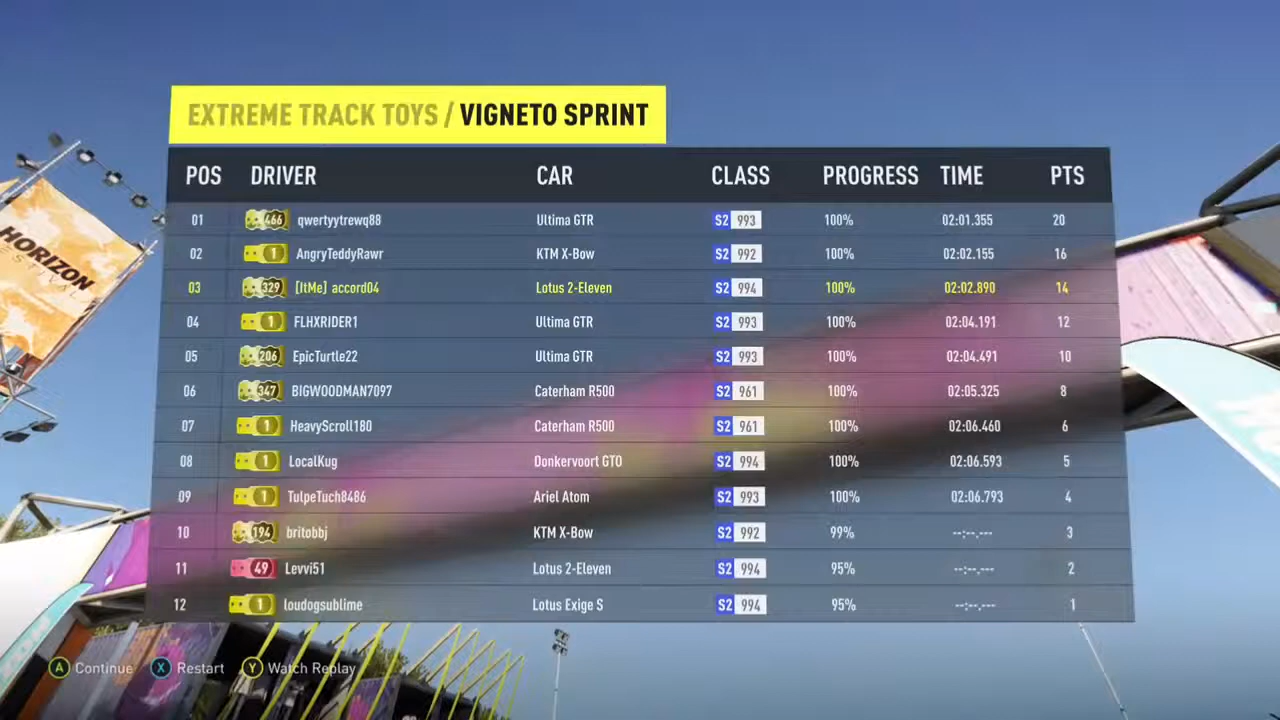 EXTREME TRACK TOYS / VIGNETO SPRINT
POS DRIVER CAR CLASS PROGRESS TIME PTS
01 466 qwertyytrewq88 Ultima GTR S2 993 100% 02:01.355 20
02 1 AngryTeddyRawr KTM X-Bow S2 992 100% 02:02.155 16
03 329 [ItMe] accord04 Lotus 2-Eleven S2 994 100% 02:02.890 14
04 1 FLHXRIDER1 Ultima GTR S2 993 100% 02:04.191 12
05 206 EpicTurtle22 Ultima GTR S2 993 100% 02:04.491 10
06 347 BIGWOODMAN7097 Caterham R500 S2 961 100% 02:05.325 8
07 1 HeavyScroll180 Caterham R500 S2 961 100% 02:06.460 6
08 1 LocalKug Donkervoort GTO S2 994 100% 02:06.593 5
09 1 TulpeTuch8486 Ariel Atom S2 993 100% 02:06.793 4
10 194 britobbj KTM X-Bow S2 992 99% --:--.--- 3
11 49 Levvi51 Lotus 2-Eleven S2 994 95% --:--.--- 2
12 1 loudogsublime Lotus Exige S S2 994 95% --:--.--- 1
HORIZON
FESTIVAL
A Continue X Restart Y Watch Replay